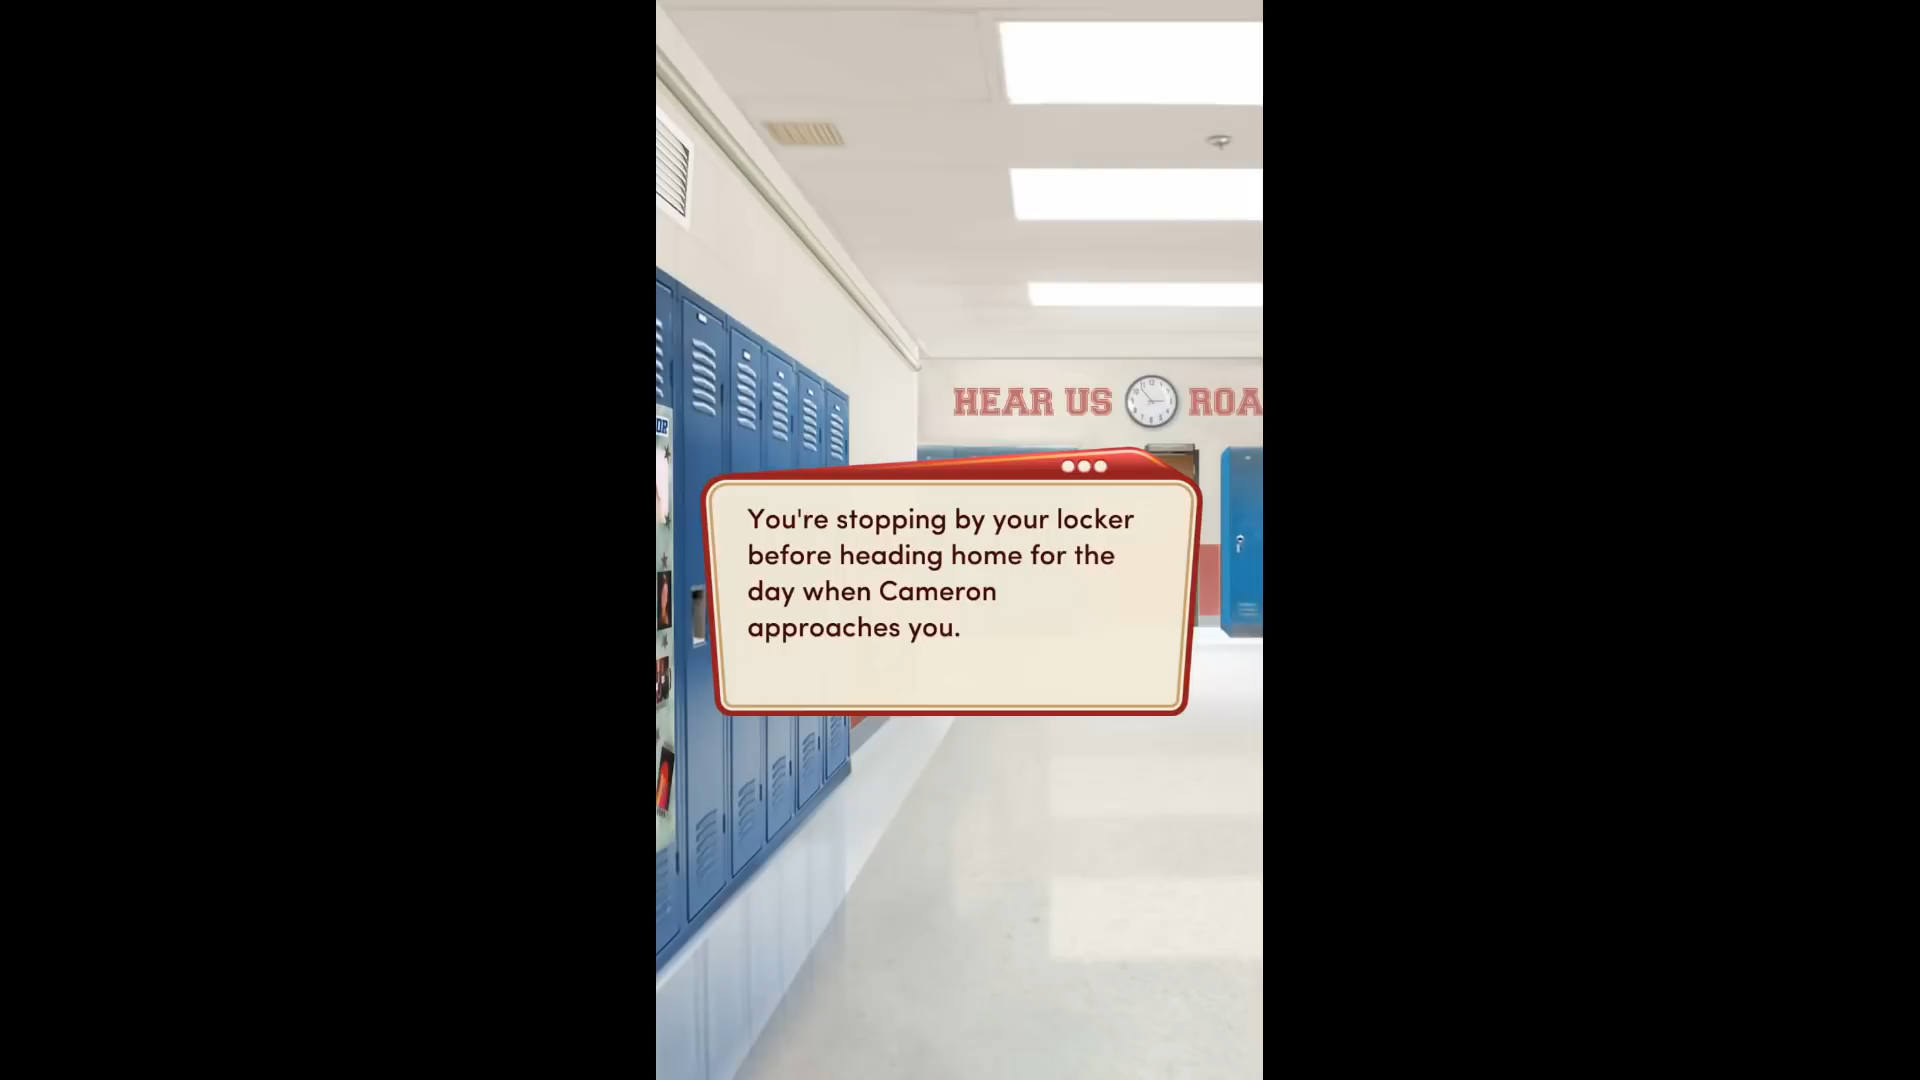 HEAR US ROA
You're stopping by your locker
before heading home for the
day when Cameron
approaches you.